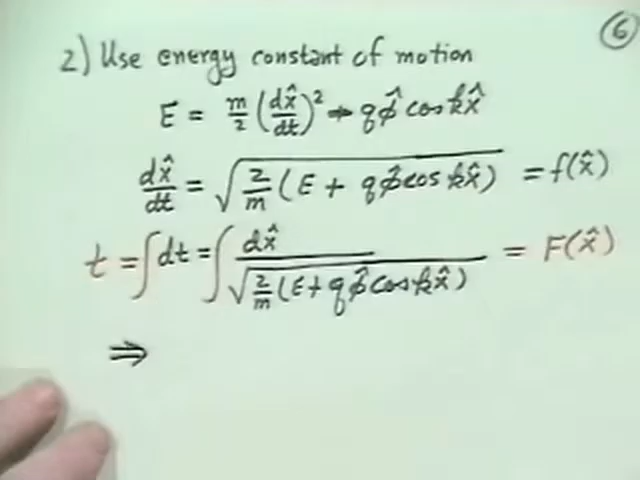 6
2) Use energy constant of motion
E = m/2 (dx̂/dt)² - qφ̂ cos kx̂
dx̂/dt = √(2/m (E + qφ̂ cos kx̂)) = f(x̂)
t = ∫dt = ∫ dx̂ / √(2/m (E + qφ̂ cos kx̂)) = F(x̂)
⇒